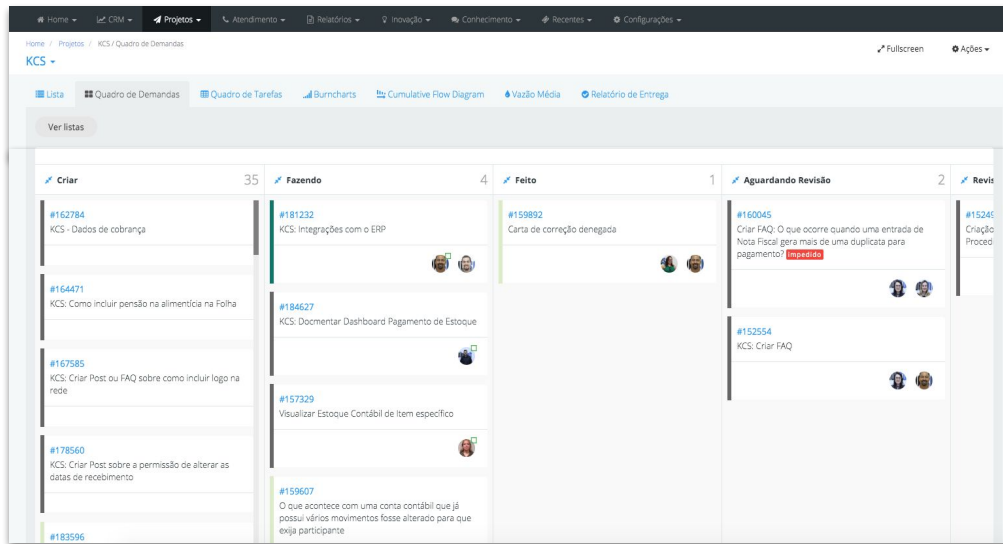 Home CRM Projetos Atendimento Relatórios Inovação Conhecimento Recentes Configurações
Home / Projetos / KCS / Quadro de Demandas
KCS
Fullscreen Ações
Lista Quadro de Demandas Quadro de Tarefas Burncharts Cumulative Flow Diagram Vazão Média Relatório de Entrega
Ver listas
Criar 35
#162784
KCS - Dados de cobrança
#164471
KCS: Como incluir pensão na alimentícia na Folha
#167585
KCS: Criar Post ou FAQ sobre como incluir logo na
rede
#178560
KCS: Criar Post sobre a permissão de alterar as
datas de recebimento
#183596
Fazendo 4
#181232
KCS: Integrações com o ERP
#184627
KCS: Docmentar Dashboard Pagamento de Estoque
#157329
Visualizar Estoque Contábil de Item específico
#159607
O que acontece com uma conta contábil que já
possui vários movimentos fosse alterado para que
exija participante
Feito 1
#159892
Carta de correção denegada
Aguardando Revisão 2
#160045
Criar FAQ: O que ocorre quando uma entrada de
Nota Fiscal gera mais de uma duplicata para
pagamento? Impedido
#152554
KCS: Criar FAQ
Revis
#15249
Criação
Proced